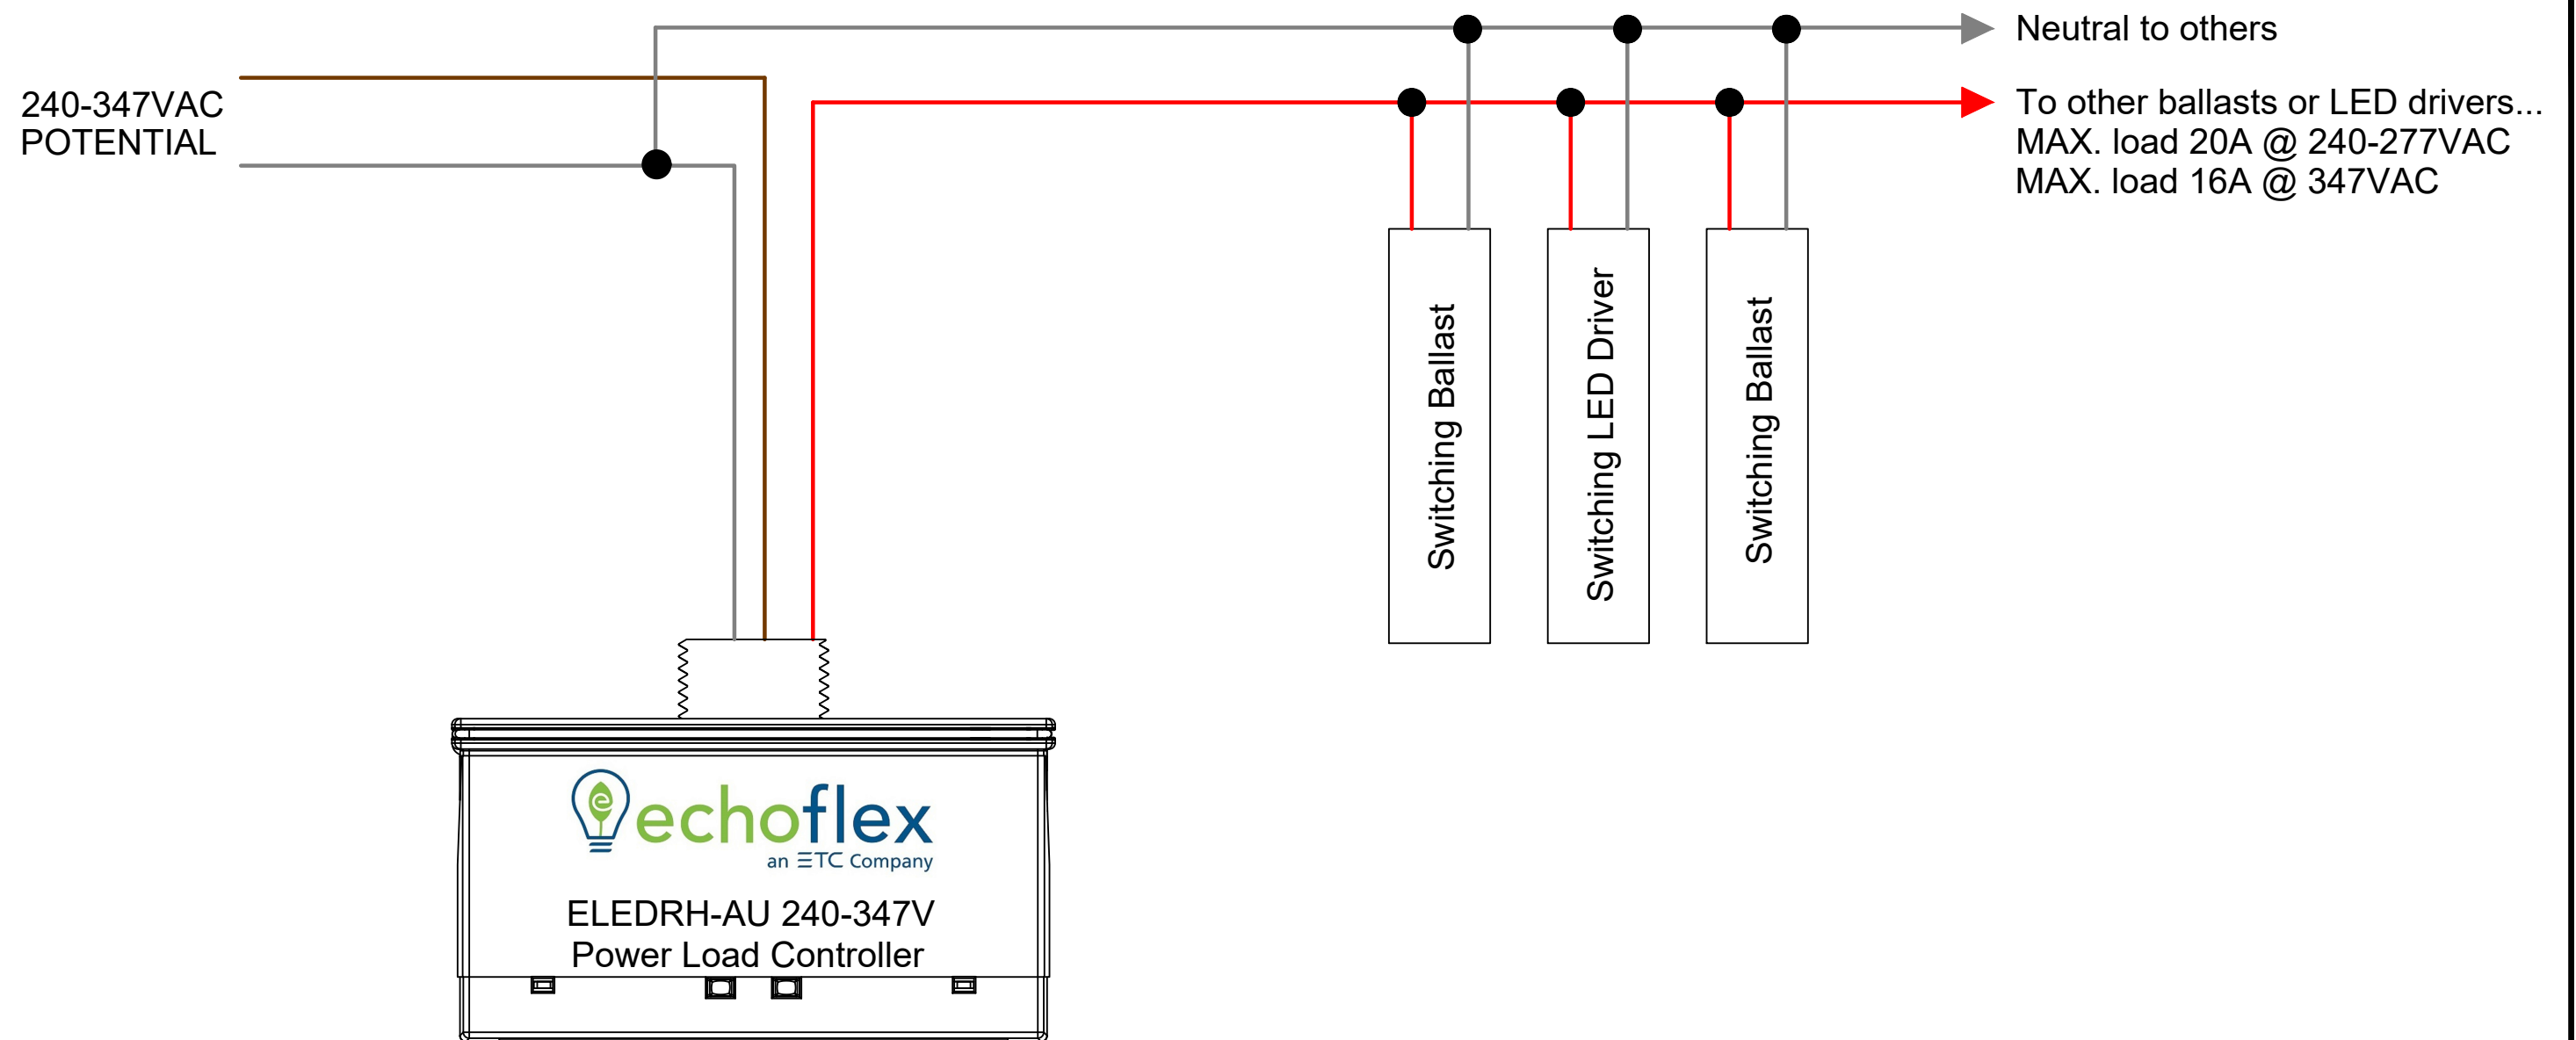 Neutral to others
240-347VAC
POTENTIAL
To other ballasts or LED drivers...
MAX. load 20A @ 240-277VAC
MAX. load 16A @ 347VAC
Switching Ballast
Switching LED Driver
Switching Ballast
e
echoflex
an ETC Company
ELEDRH-AU 240-347V
Power Load Controller